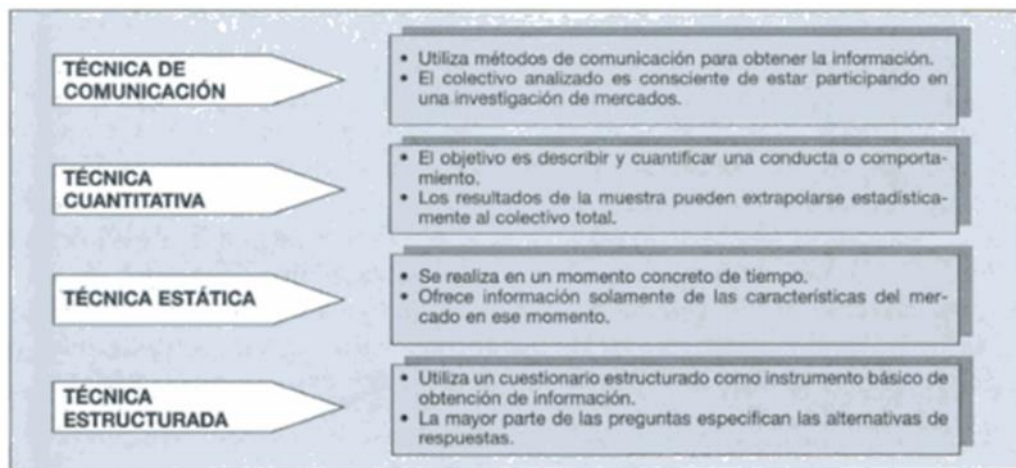 TÉCNICA DE
COMUNICACIÓN
• Utiliza métodos de comunicación para obtener la información.
• El colectivo analizado es consciente de estar participando en
una investigación de mercados.
TÉCNICA
CUANTITATIVA
• El objetivo es describir y cuantificar una conducta o comporta-
miento.
• Los resultados de la muestra pueden extrapolarse estadística-
mente al colectivo total.
TÉCNICA ESTÁTICA
• Se realiza en un momento concreto de tiempo.
• Ofrece información solamente de las características del mer-
cado en ese momento.
TÉCNICA
ESTRUCTURADA
• Utiliza un cuestionario estructurado como instrumento básico de
obtención de información.
• La mayor parte de las preguntas especifican las alternativas de
respuestas.